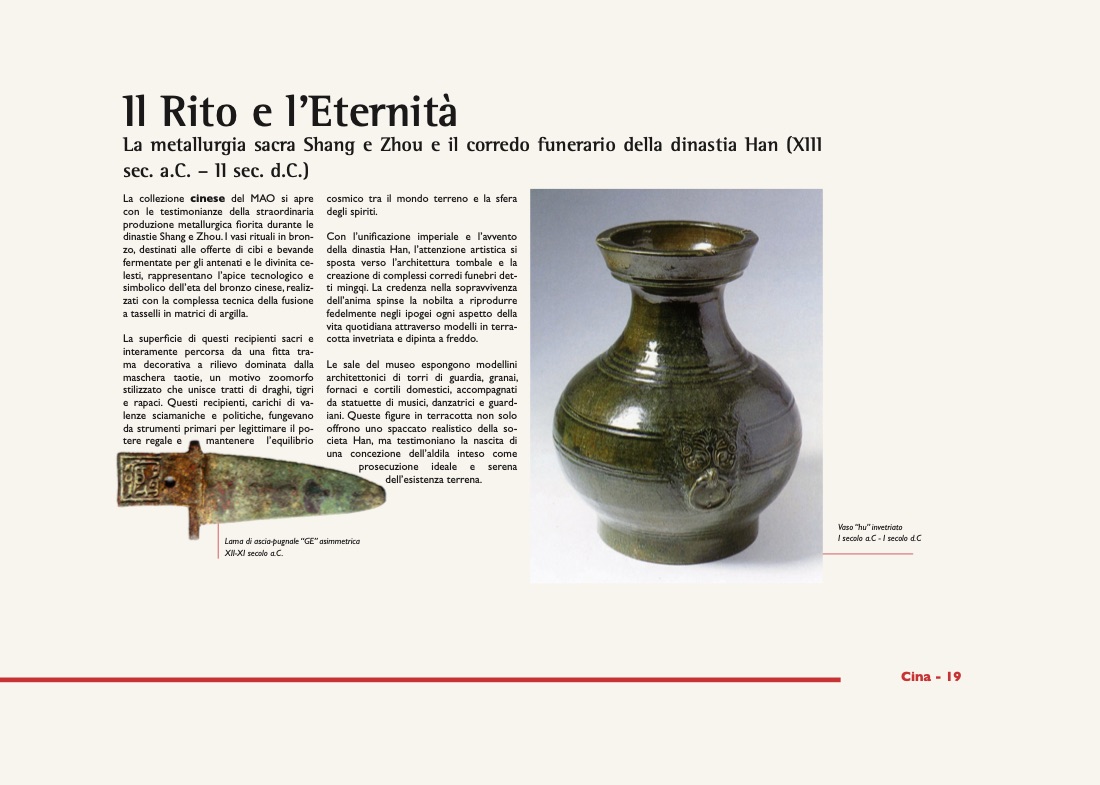 Il Rito e l’Eternità
La metallurgia sacra Shang e Zhou e il corredo funerario della dinastia Han (XIII
sec. a.C. – II sec. d.C.)
La collezione cinese del MAO si apre
con le testimonianze della straordinaria
produzione metallurgica fiorita durante le
dinastie Shang e Zhou. I vasi rituali in bron-
zo, destinati alle offerte di cibi e bevande
fermentate per gli antenati e le divinita ce-
lesti, rappresentano l’apice tecnologico e
simbolico dell’eta del bronzo cinese, realiz-
zati con la complessa tecnica della fusione
a tasselli in matrici di argilla.
La superficie di questi recipienti sacri e
interamente percorsa da una fitta tra-
ma decorativa a rilievo dominata dalla
maschera taotie, un motivo zoomorfo
stilizzato che unisce tratti di draghi, tigri
e rapaci. Questi recipienti, carichi di va-
lenze sciamaniche e politiche, fungevano
da strumenti primari per legittimare il po-
tere regale e mantenere l’equilibrio
cosmico tra il mondo terreno e la sfera
degli spiriti.
Con l’unificazione imperiale e l’avvento
della dinastia Han, l’attenzione artistica si
sposta verso l’architettura tombale e la
creazione di complessi corredi funebri det-
ti mingqi. La credenza nella sopravvivenza
dell’anima spinse la nobilta a riprodurre
fedelmente negli ipogei ogni aspetto della
vita quotidiana attraverso modelli in terra-
cotta invetriata e dipinta a freddo.
Le sale del museo espongono modellini
architettonici di torri di guardia, granai,
fornaci e cortili domestici, accompagnati
da statuette di musici, danzatrici e guard-
iani. Queste figure in terracotta non solo
offrono uno spaccato realistico della so-
cieta Han, ma testimoniano la nascita di
una concezione dell’aldila inteso come
prosecuzione ideale e serena
dell’esistenza terrena.
Lama di ascia-pugnale “GE” asimmetrica
XII-XI secolo a.C.
Vaso “hu” invetriato
I secolo a.C - I secolo d.C
Cina - 19